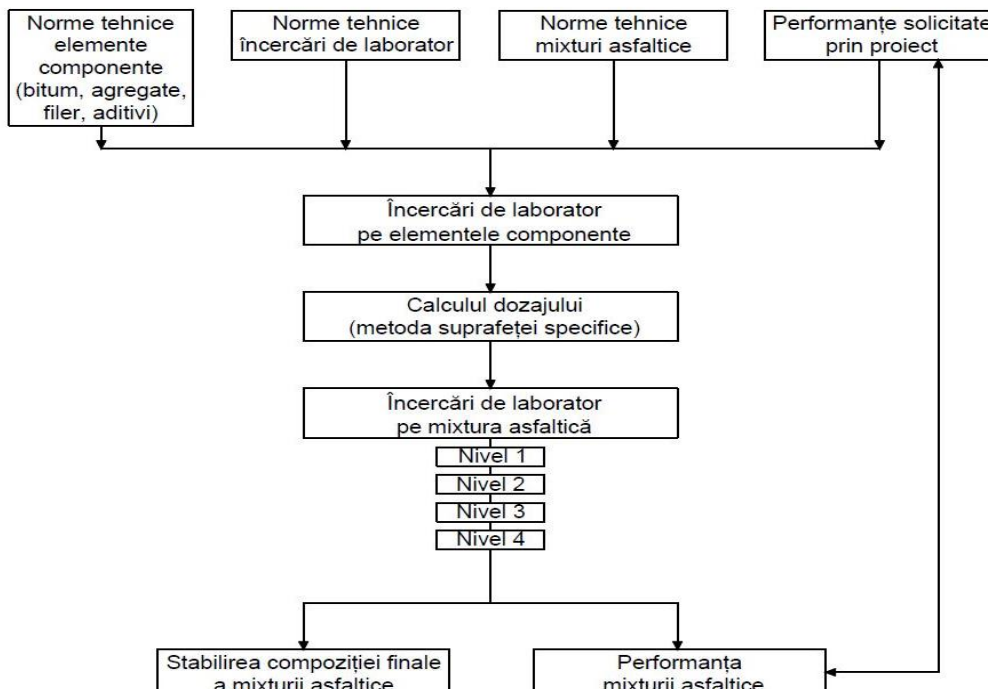 Norme tehnice
elemente
componente
(bitum, agregate,
filer, aditivi)
Norme tehnice
încercări de laborator
Norme tehnice
mixturi asfaltice
Performanțe solicitate
prin proiect
Încercări de laborator
pe elementele componente
Calculul dozajului
(metoda suprafeței specifice)
Încercări de laborator
pe mixtura asfaltică
Nivel 1
Nivel 2
Nivel 3
Nivel 4
Stabilirea compoziției finale
a mixturii asfaltice
Performanța
mixturii asfaltice